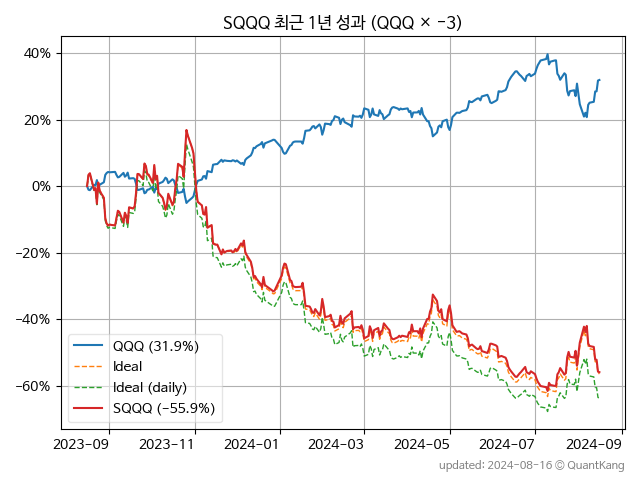 SQQQ 최근 1년 성과 (QQQ × −3)
40%
20%
0%
−20%
−40%
−60%
QQQ (31.9%)
Ideal
Ideal (daily)
SQQQ (−55.9%)
2023-09 2023-11 2024-01 2024-03 2024-05 2024-07 2024-09
updated: 2024-08-16 © QuantKang